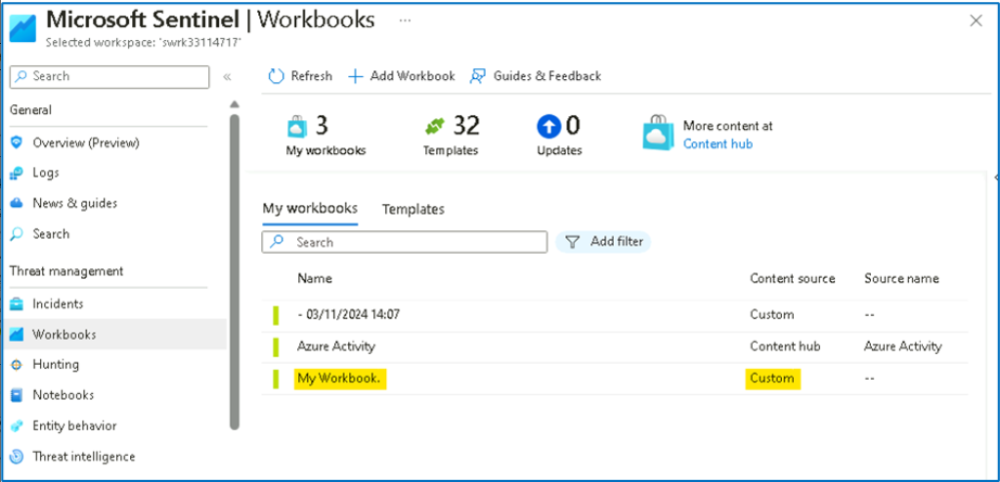 Microsoft Sentinel | Workbooks ...
Selected workspace: 'swrk33114717'
Search
«
General
Overview (Preview)
Logs
News & guides
Search
Threat management
Incidents
Workbooks
Hunting
Notebooks
Entity behavior
Threat intelligence
Refresh Add Workbook Guides & Feedback
3 My workbooks
32 Templates
0 Updates
More content at
Content hub
My workbooks Templates
Search Add filter
Name Content source Source name
- 03/11/2024 14:07 Custom --
Azure Activity Content hub Azure Activity
My Workbook. Custom --